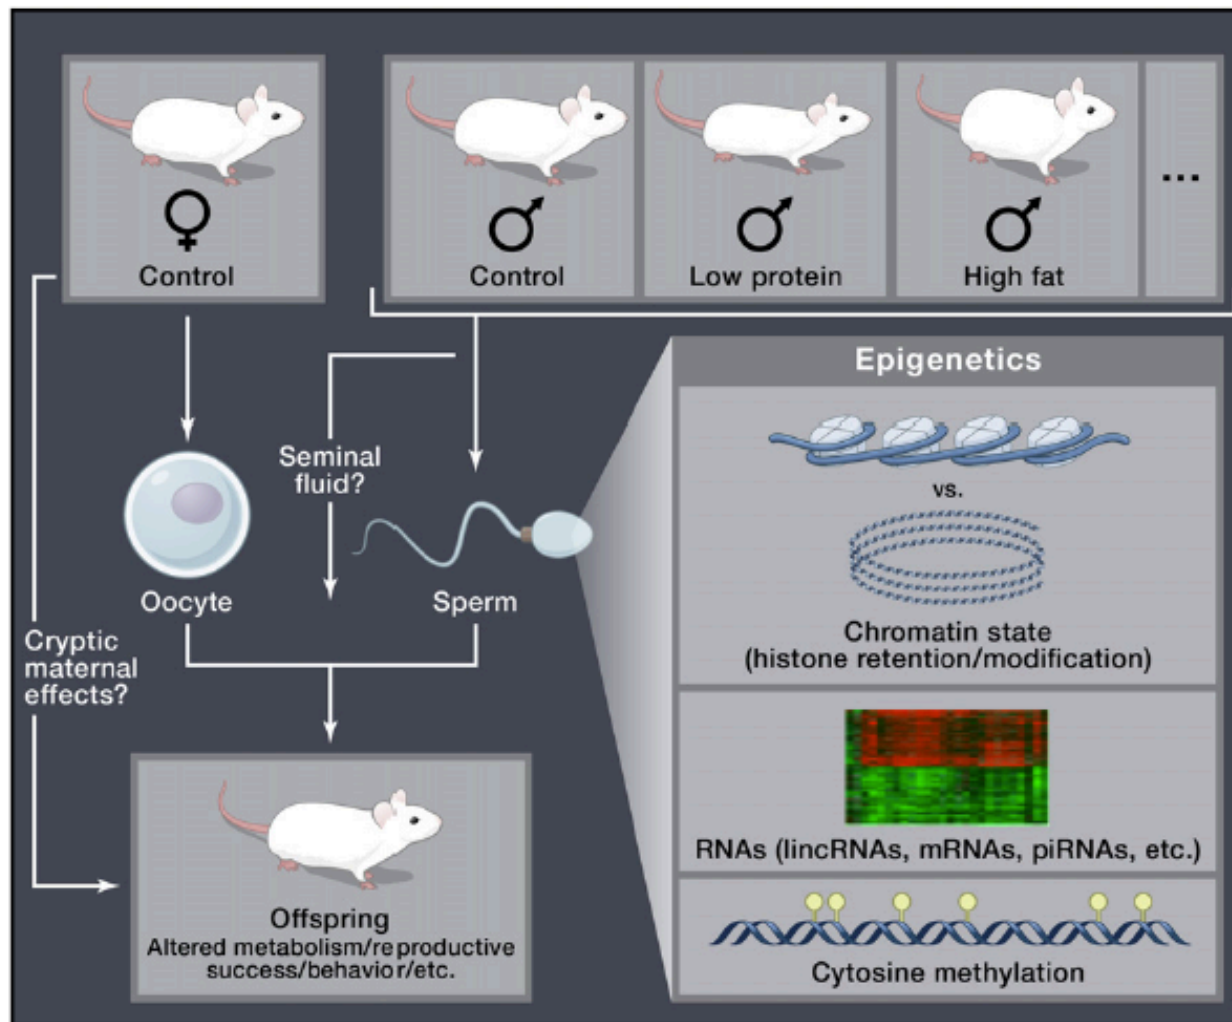 ♀
Control
♂
Control
♂
Low protein
♂
High fat
...
Epigenetics
vs.
Chromatin state
(histone retention/modification)
RNAs (lincRNAs, mRNAs, piRNAs, etc.)
Cytosine methylation
Seminal
fluid?
Oocyte
Sperm
Cryptic
maternal
effects?
Offspring
Altered metabolism/reproductive
success/behavior/etc.